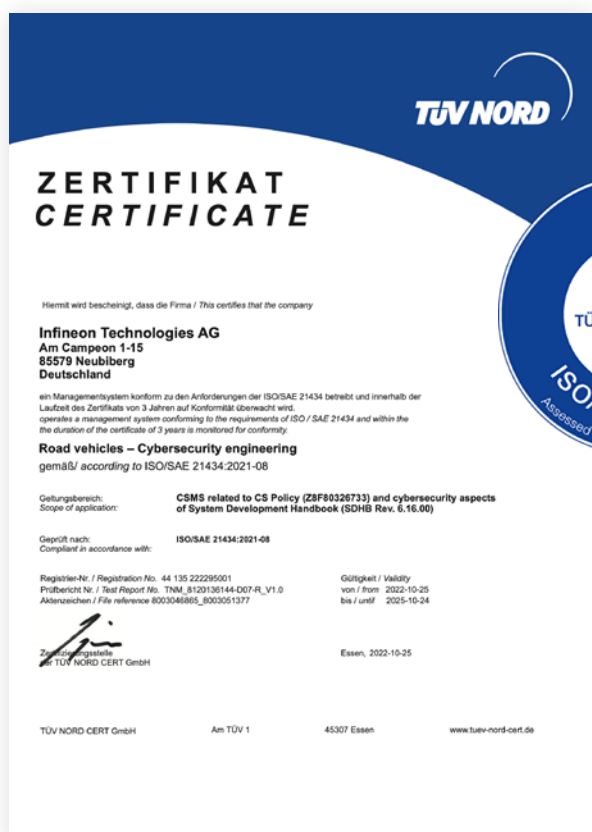 TÜV NORD
ZERTIFIKAT
CERTIFICATE
Hiermit wird bescheinigt, dass die Firma / This certifies that the company
Infineon Technologies AG
Am Campeon 1-15
85579 Neubiberg
Deutschland
ein Managementsystem konform zu den Anforderungen der ISO/SAE 21434 betreibt und innerhalb der
Laufzeit des Zertifikats von 3 Jahren auf Konformität überwacht wird.
operates a management system conforming to the requirements of ISO / SAE 21434 and within the
the duration of the certificate of 3 years is monitored for conformity.
Road vehicles – Cybersecurity engineering
gemäß/ according to ISO/SAE 21434:2021-08
Geltungsbereich: CSMS related to CS Policy (Z8F80326733) and cybersecurity aspects
Scope of application: of System Development Handbook (SDHB Rev. 6.16.00)
Geprüft nach: ISO/SAE 21434:2021-08
Compliant in accordance with:
Registrier-Nr. / Registration No. 44 135 222295001 Gültigkeit / Validity
Prüfbericht Nr. / Test Report No. TNM_8120136144-D07-R_V1.0 von / from 2022-10-25
Aktenzeichen / File reference 8003046865_8003051377 bis / until 2025-10-24
Zertifizierungsstelle Essen, 2022-10-25
der TÜV NORD CERT GmbH
TÜV NORD CERT GmbH Am TÜV 1 45307 Essen www.tuev-nord-cert.de
Assessed